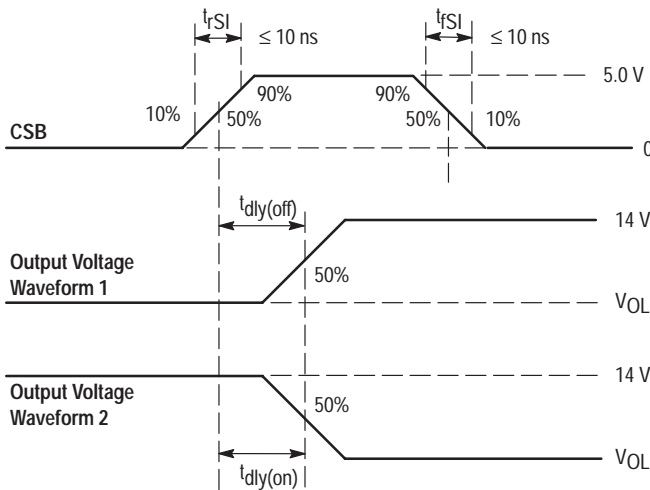 trSI ≤ 10 ns tfSI ≤ 10 ns
5.0 V
90% 90%
10% 50% 50% 10%
CSB
0
tdly(off)
14 V
Output Voltage
Waveform 1
50%
VOL
14 V
Output Voltage
Waveform 2
50%
tdly(on)
VOL